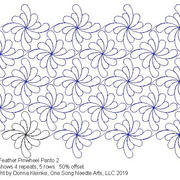 Feather Pinwheel Panto 2
shows 4 repeats, 5 rows. 50% offset
ght by Donna Kleinke, One Song Needle Arts, LLC 2019